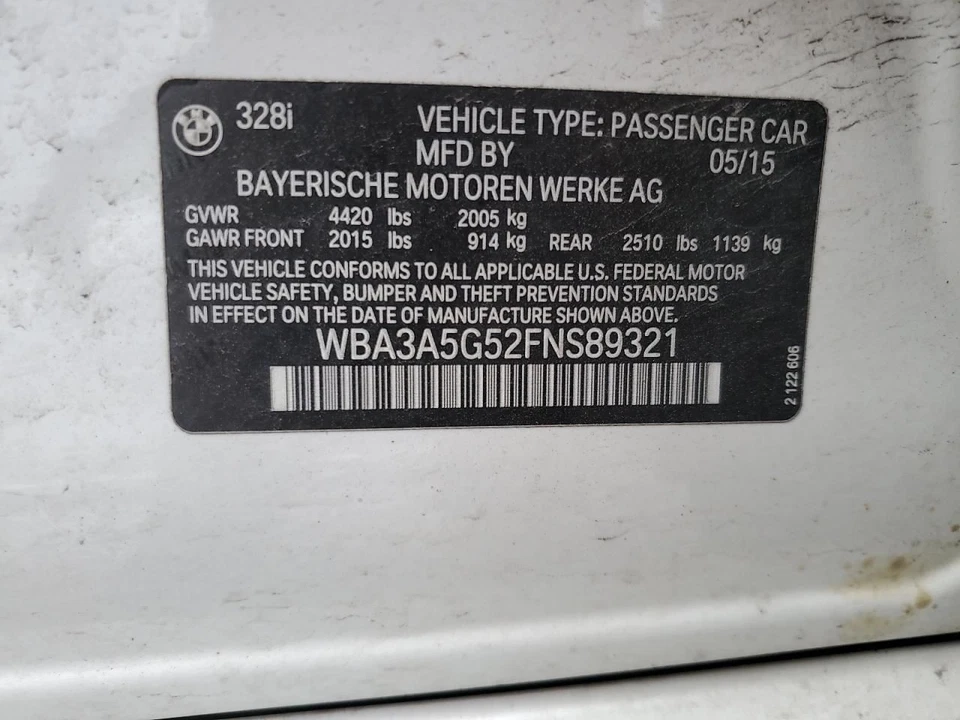 328i VEHICLE TYPE: PASSENGER CAR
MFD BY 05/15
BAYERISCHE MOTOREN WERKE AG
GVWR 4420 lbs 2005 kg
GAWR FRONT 2015 lbs 914 kg REAR 2510 lbs 1139 kg
THIS VEHICLE CONFORMS TO ALL APPLICABLE U.S. FEDERAL MOTOR
VEHICLE SAFETY, BUMPER AND THEFT PREVENTION STANDARDS
IN EFFECT ON THE DATE OF MANUFACTURE SHOWN ABOVE.
WBA3A5G52FNS89321
2 122 606